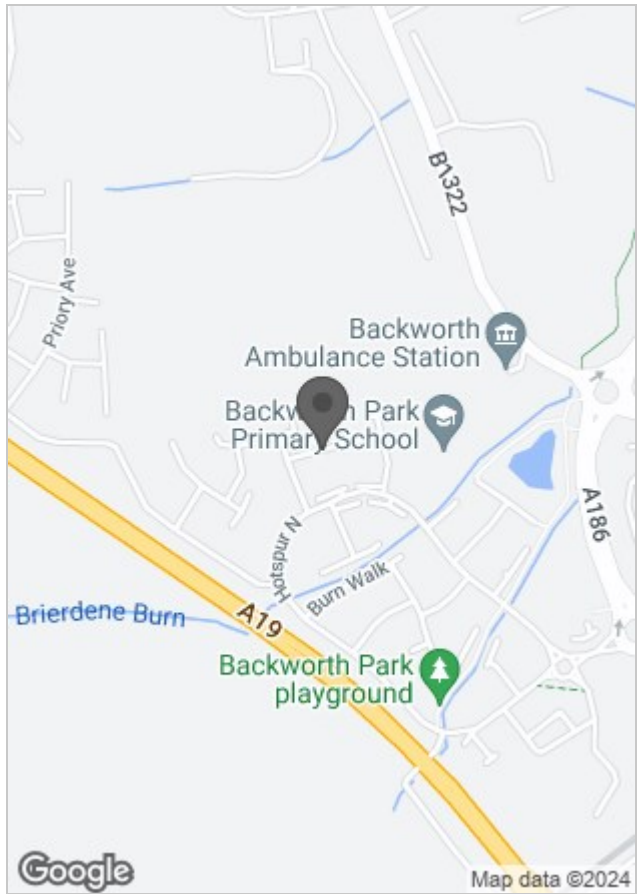 B1322
Priory Ave
Backworth
Ambulance Station
Backworth Park
Primary School
A186
Hotspur N
Burn Walk
Brierdene Burn
A19
Backworth Park
playground
Google
Map data ©2024